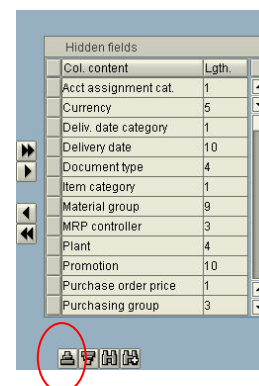 Hidden fields
Col. content Lgth.
Acct assignment cat. 1
Currency 5
Deliv. date category 1
Delivery date 10
Document type 4
Item category 1
Material group 9
MRP controller 3
Plant 4
Promotion 10
Purchase order price 1
Purchasing group 3